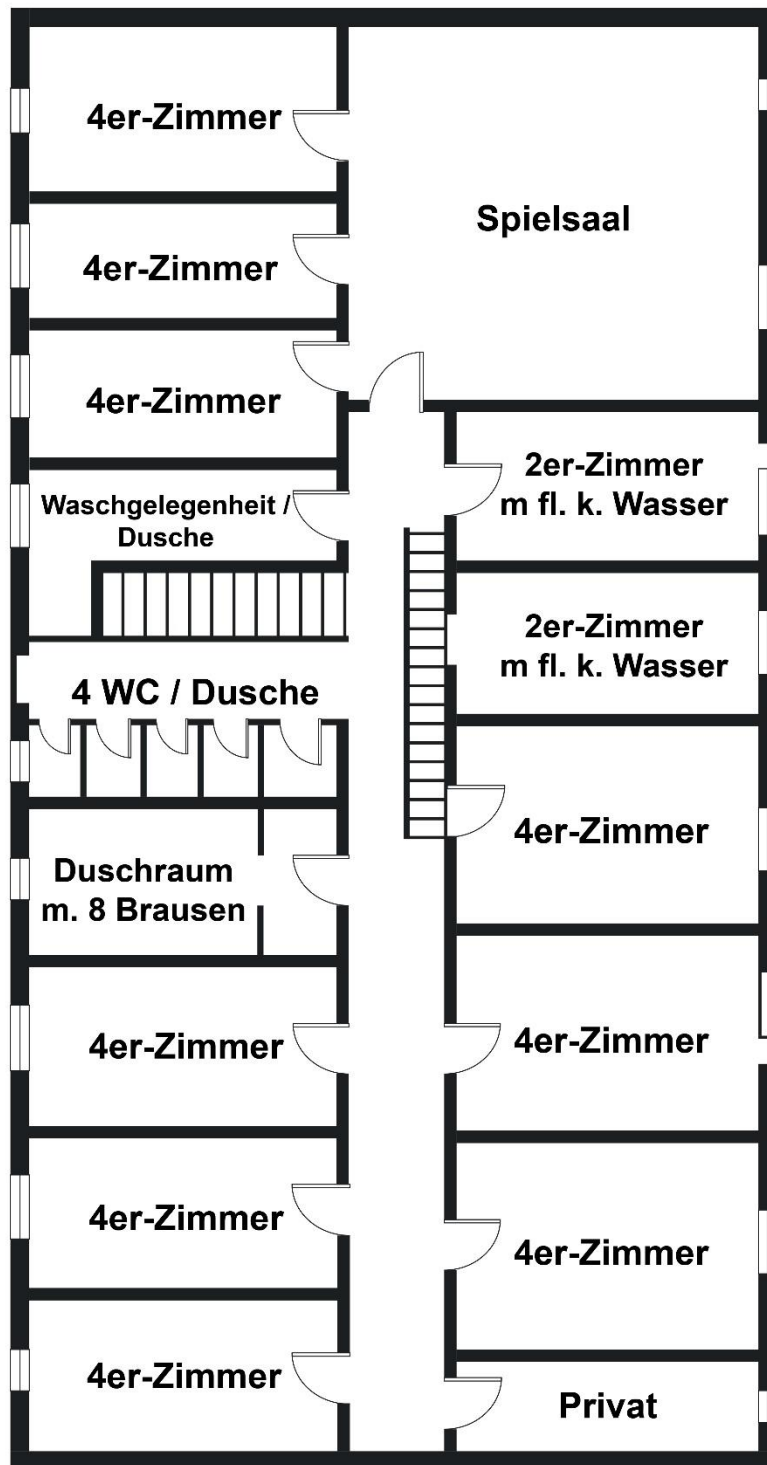 4er-Zimmer
Spielsaal
4er-Zimmer
4er-Zimmer
2er-Zimmer
m fl. k. Wasser
Waschgelegenheit /
Dusche
2er-Zimmer
m fl. k. Wasser
4 WC / Dusche
4er-Zimmer
Duschraum
m. 8 Brausen
4er-Zimmer
4er-Zimmer
4er-Zimmer
4er-Zimmer
4er-Zimmer
Privat